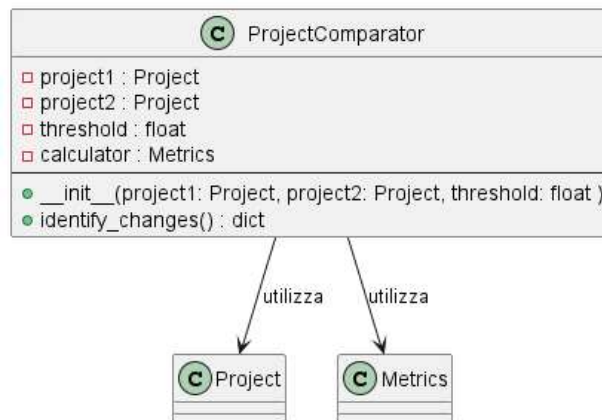 C ProjectComparator
project1 : Project
project2 : Project
threshold : float
calculator : Metrics
__init__(project1: Project, project2: Project, threshold: float )
identify_changes() : dict
utilizza utilizza
C Project C Metrics